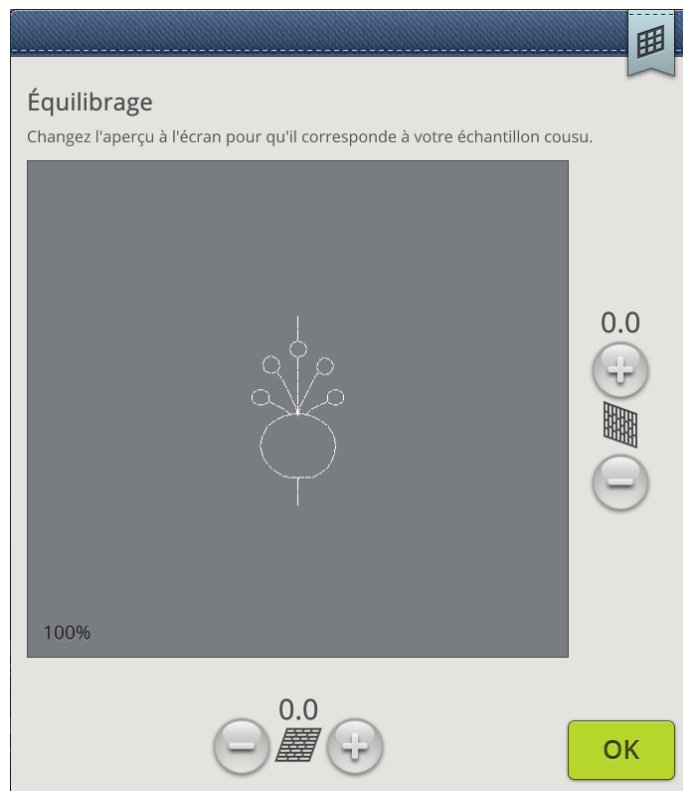 Équilibrage
Changez l'aperçu à l'écran pour qu'il corresponde à votre échantillon cousu.
0.0
100%
0.0
OK